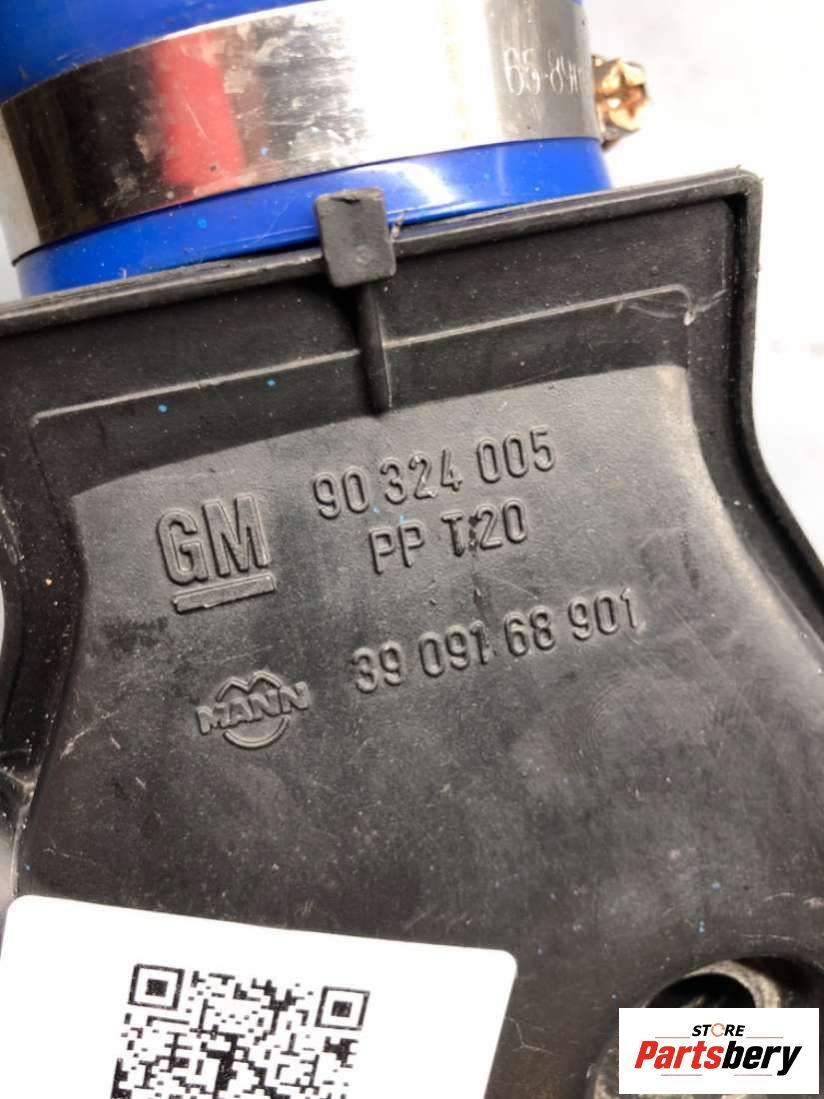 GM
90 324 005
PP T20
MANN
39 091 68 901
STORE
Partsbery